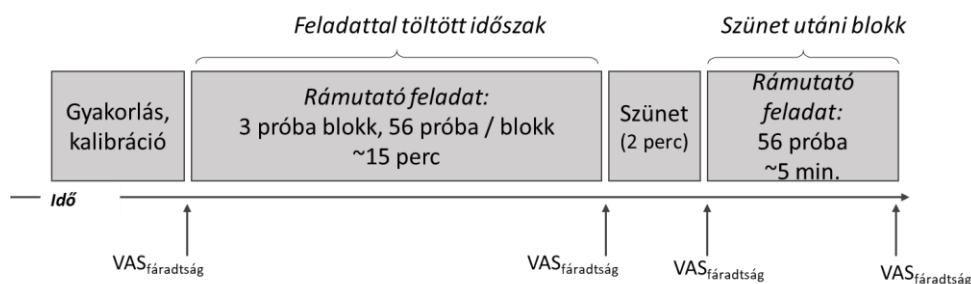 Feladattal töltött időszak
Szünet utáni blokk
Gyakorlás,
kalibráció
Rámutató feladat:
3 próba blokk, 56 próba / blokk
~15 perc
Szünet
(2 perc)
Rámutató
feladat:
56 próba
~5 min.
Idő
VASfáradtság
VASfáradtság
VASfáradtság
VASfáradtság